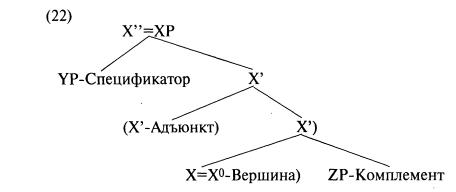 (22)
X’’=XP
YP-Спецификатор X’
(X’-Адъюнкт) X’)
X=X⁰-Вершина) ZP-Комплемент